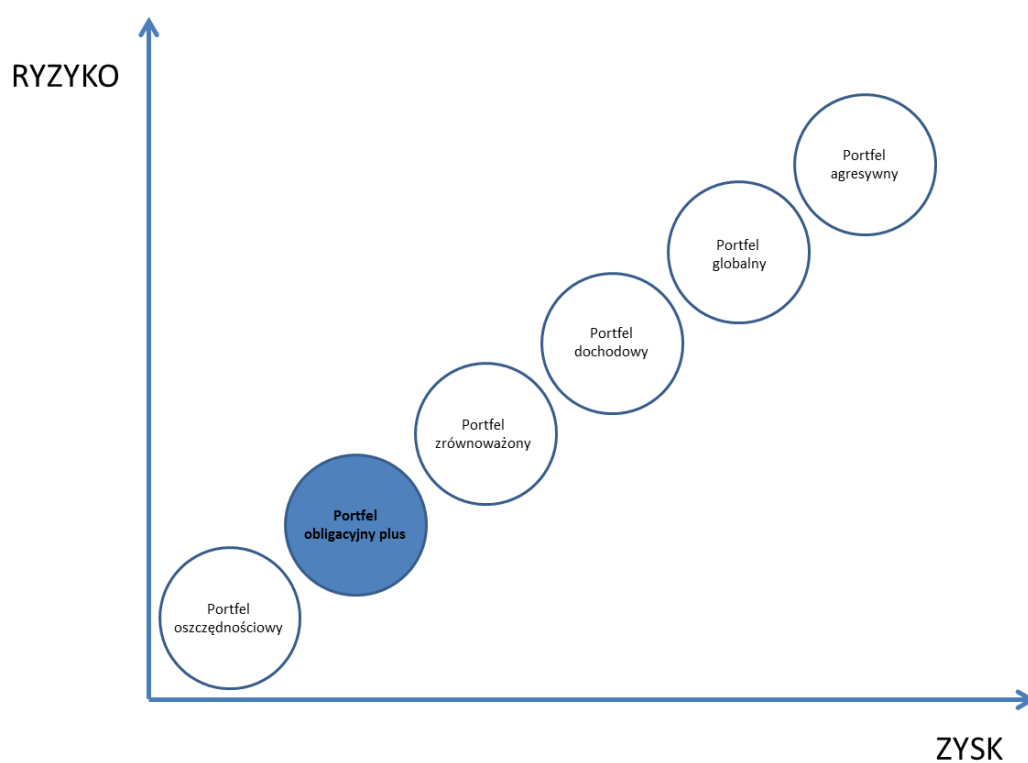 RYZYKO
Portfel
agresywny
Portfel
globalny
Portfel
dochodowy
Portfel
zrównoważony
Portfel
obligacyjny plus
Portfel
oszczędnościowy
ZYSK